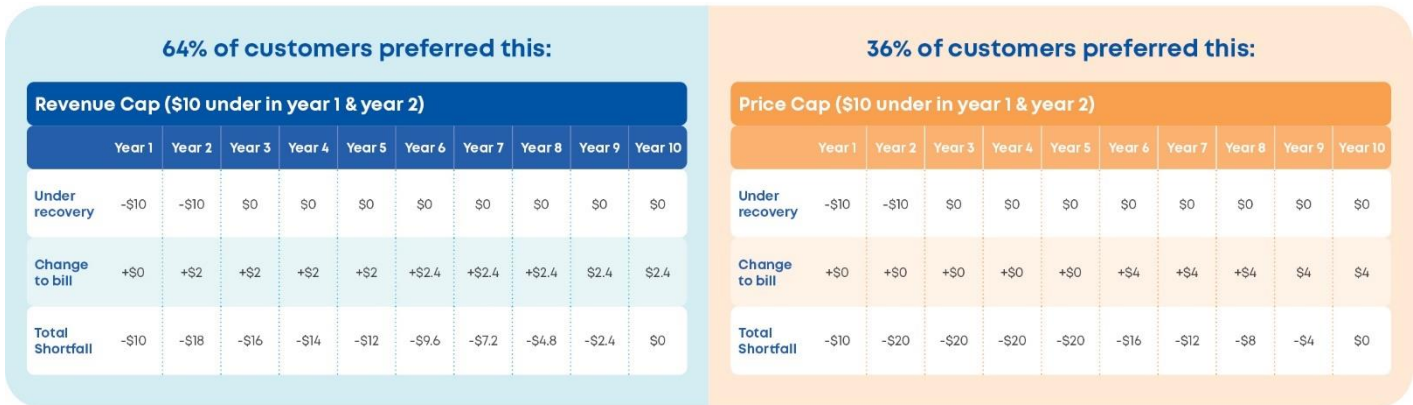 64% of customers preferred this:
Revenue Cap ($10 under in year 1 & year 2)
Year 1 Year 2 Year 3 Year 4 Year 5 Year 6 Year 7 Year 8 Year 9 Year 10
Under
recovery -$10 -$10 $0 $0 $0 $0 $0 $0 $0 $0
Change
to bill +$0 +$2 +$2 +$2 +$2 +$2.4 +$2.4 +$2.4 $2.4 $2.4
Total
Shortfall -$10 -$18 -$16 -$14 -$12 -$9.6 -$7.2 -$4.8 -$2.4 $0
36% of customers preferred this:
Price Cap ($10 under in year 1 & year 2)
Year 1 Year 2 Year 3 Year 4 Year 5 Year 6 Year 7 Year 8 Year 9 Year 10
Under
recovery -$10 -$10 $0 $0 $0 $0 $0 $0 $0 $0
Change
to bill +$0 +$0 +$0 +$0 +$0 +$4 +$4 +$4 $4 $4
Total
Shortfall -$10 -$20 -$20 -$20 -$20 -$16 -$12 -$8 -$4 $0